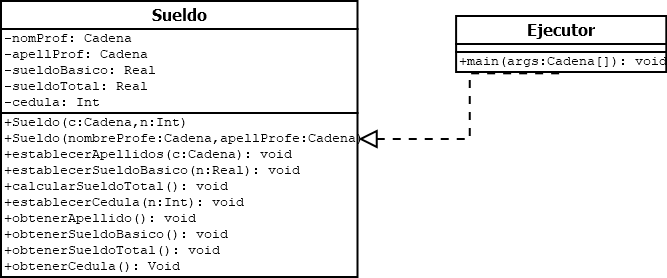 Sueldo
-nomProf: Cadena
-apellProf: Cadena
-sueldoBasico: Real
-sueldoTotal: Real
-cedula: Int
+Sueldo(c:Cadena,n:Int)
+Sueldo(nombreProfe:Cadena,apellProfe:Cadena)
+establecerApellidos(c:Cadena): void
+establecerSueldoBasico(n:Real): void
+calcularSueldoTotal(): void
+establecerCedula(n:Int): void
+obtenerApellido(): void
+obtenerSueldoBasico(): void
+obtenerSueldoTotal(): void
+obtenerCedula(): Void
Ejecutor
+main(args:Cadena[]): void